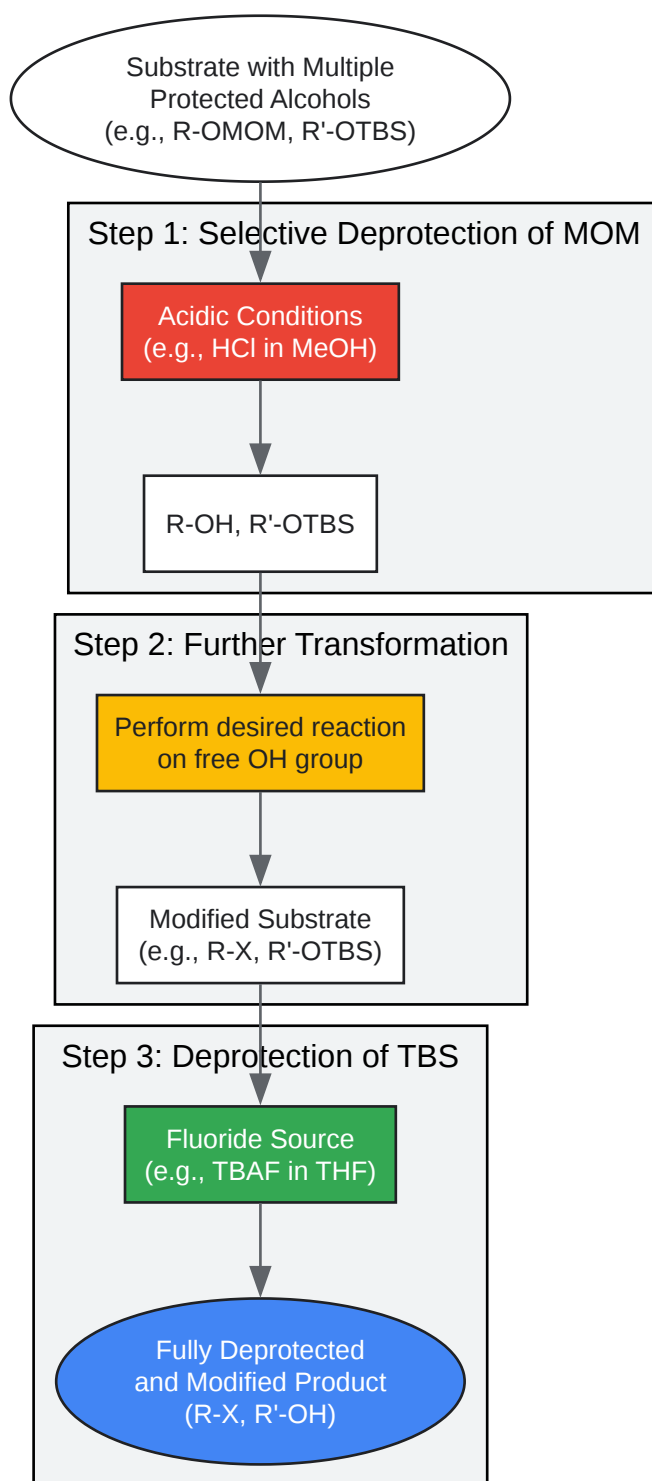 Substrate with Multiple
Protected Alcohols
(e.g., R-OMOM, R'-OTBS)
Step 1: Selective Deprotection of MOM
Acidic Conditions
(e.g., HCl in MeOH)
R-OH, R'-OTBS
Step 2: Further Transformation
Perform desired reaction
on free OH group
Modified Substrate
(e.g., R-X, R'-OTBS)
Step 3: Deprotection of TBS
Fluoride Source
(e.g., TBAF in THF)
Fully Deprotected
and Modified Product
(R-X, R'-OH)